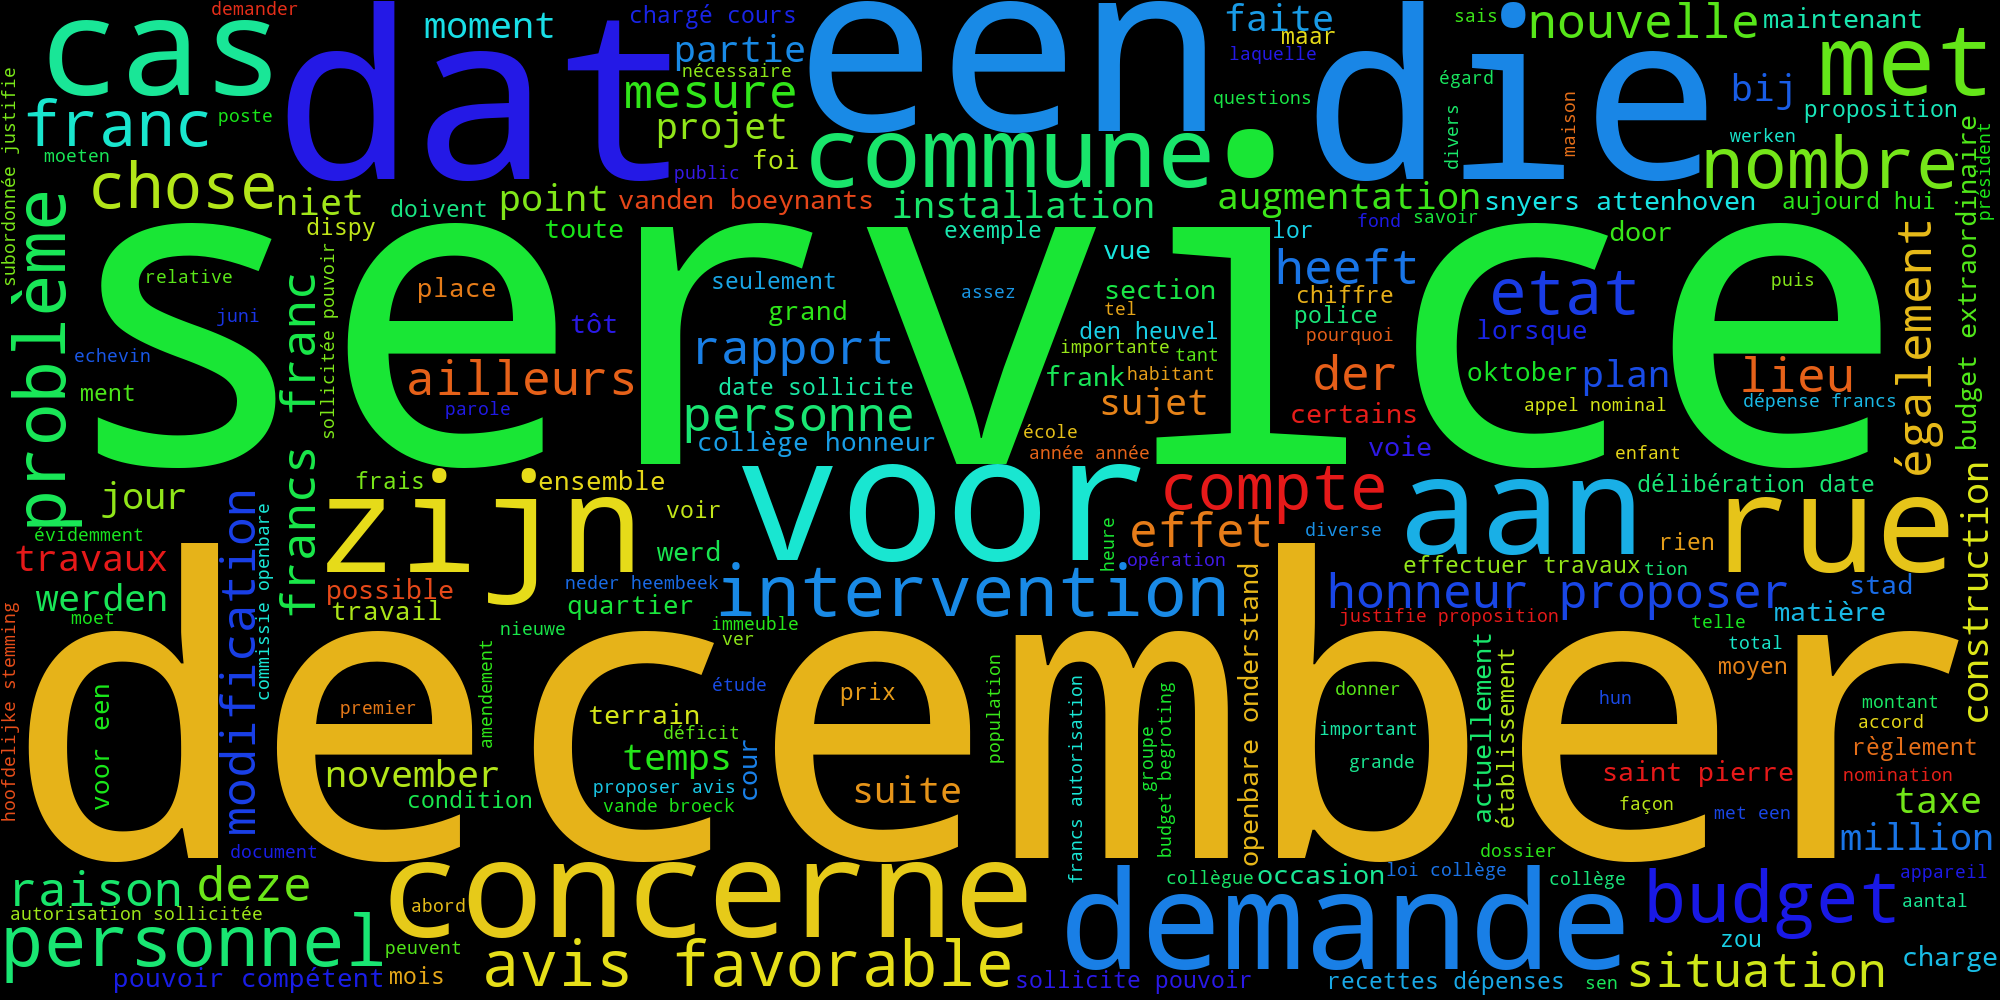 demander
cas
dat
moment
chargé cours
partie
een
faite
maar
laquelle
die
sais
nouvelle
maintenant
met
nécessaire
mesure
projet
foi
public
questions
égard
divers
maison
bij
proposition
werken
nombre
franc
poste
moeten
subordonnée justifie
commune
chose
niet
dispy
doivent
point
vanden boeynants
installation
augmentation
snyers attenhoven
aujourd hui
budget extraordinaire
président
toute
exemple
fond
savoir
lor
door
vue
heeft
service
problème
relative
juni
echevin
ment
francs franc
sollicitée pouvoir
place
tôt
seulement
grand
assez
section
tel
chiffre
police
pourquoi
etat
lorsque
puis
également
den heuvel
rapport
importante
tant
ailleurs
parole
date sollicite
frank
habitant
der
certains
oktober
plan
lieu
personne
sujet
appel nominal
dépense francs
collège honneur
école
année année
voie
enfant
jour
frais
zijn
ensemble
voir
werd
voor
compte
aan
délibération date
rue
construction
évidemment
travaux
werden
moet
modification
commissie openbare
possible
travail
neder heembeek
quartier
intervention
heure
effet
opération
diverse
rien
effectuer travaux
tion
honneur proposer
stad
matière
hoofdelijke stemming
nieuwe
immeuble
ver
openbare onderstand
justifie proposition
telle
total
moyen
december
voor een
premier
amendement
étude
prix
terrain
déficit
population
francs autorisation
budget begroting
groupe
donner
important
grande
actuellement
établissement
hun
montant
accord
règlement
november
condition
temps
cour
proposer avis
vande broeck
suite
saint pierre
nomination
façon
met een
taxe
million
document
dossier
raison
deze
concerne
collègue
occasion
loi collège
collège
appareil
budget
aantal
autorisation sollicitée
abord
demande
personnel
peuvent
avis favorable
zou
situation
charge
pouvoir compétent
mois
sollicite pouvoir
recettes dépenses
sen